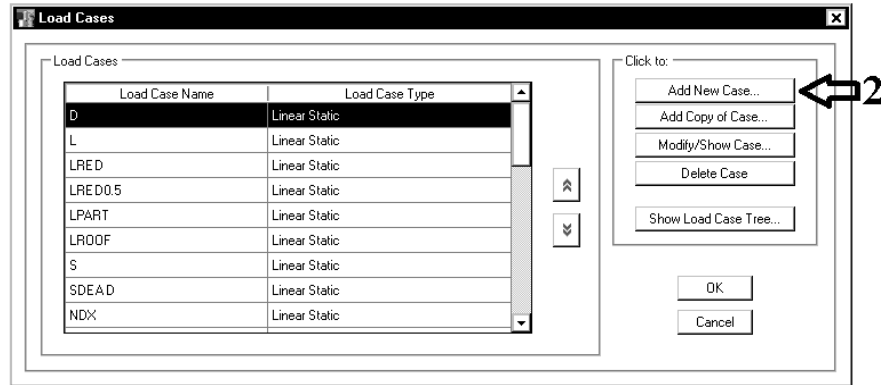 Load Cases
Load Cases
Click to:
Load Case Name Load Case Type
D Linear Static
L Linear Static
LRED Linear Static
LRED0.5 Linear Static
LPART Linear Static
LROOF Linear Static
S Linear Static
SDEAD Linear Static
NDX Linear Static
Add New Case...
2
Add Copy of Case...
Modify/Show Case...
Delete Case
Show Load Case Tree...
OK
Cancel